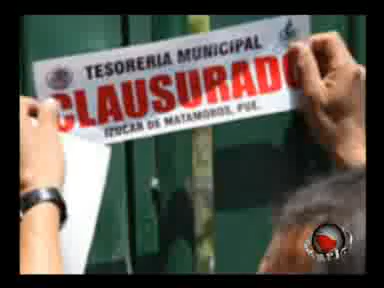 TESORERIA MUNICIPAL
CLAUSURADO
IZUCAR DE MATAMOROS, PUE.